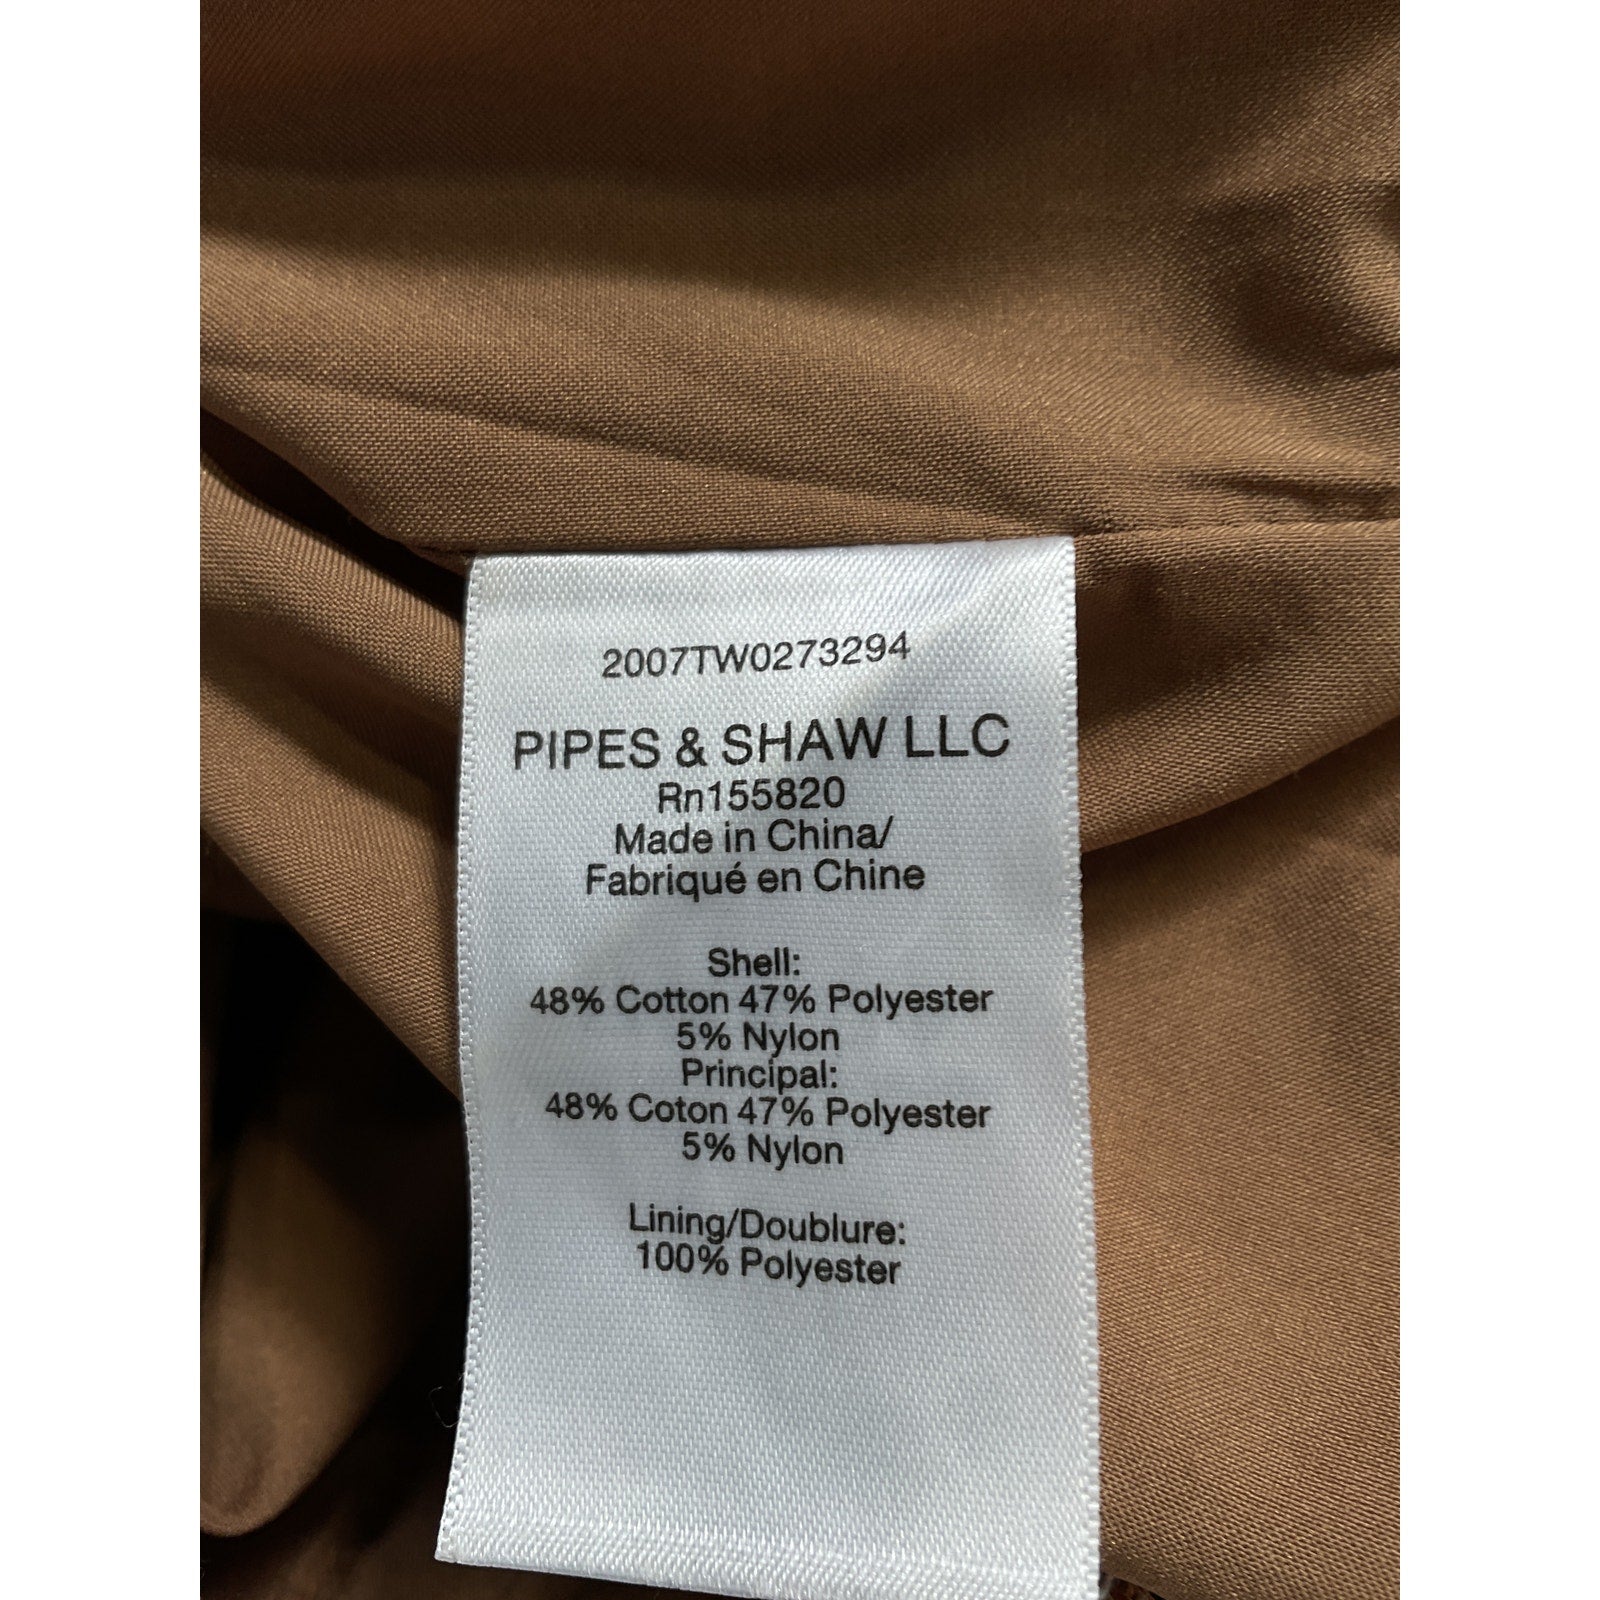 2007TW0273294
PIPES & SHAW LLC
Rn155820
Made in China/
Fabriqué en Chine
Shell:
48% Cotton 47% Polyester
5% Nylon
Principal:
48% Coton 47% Polyester
5% Nylon
Lining/Doublure:
100% Polyester